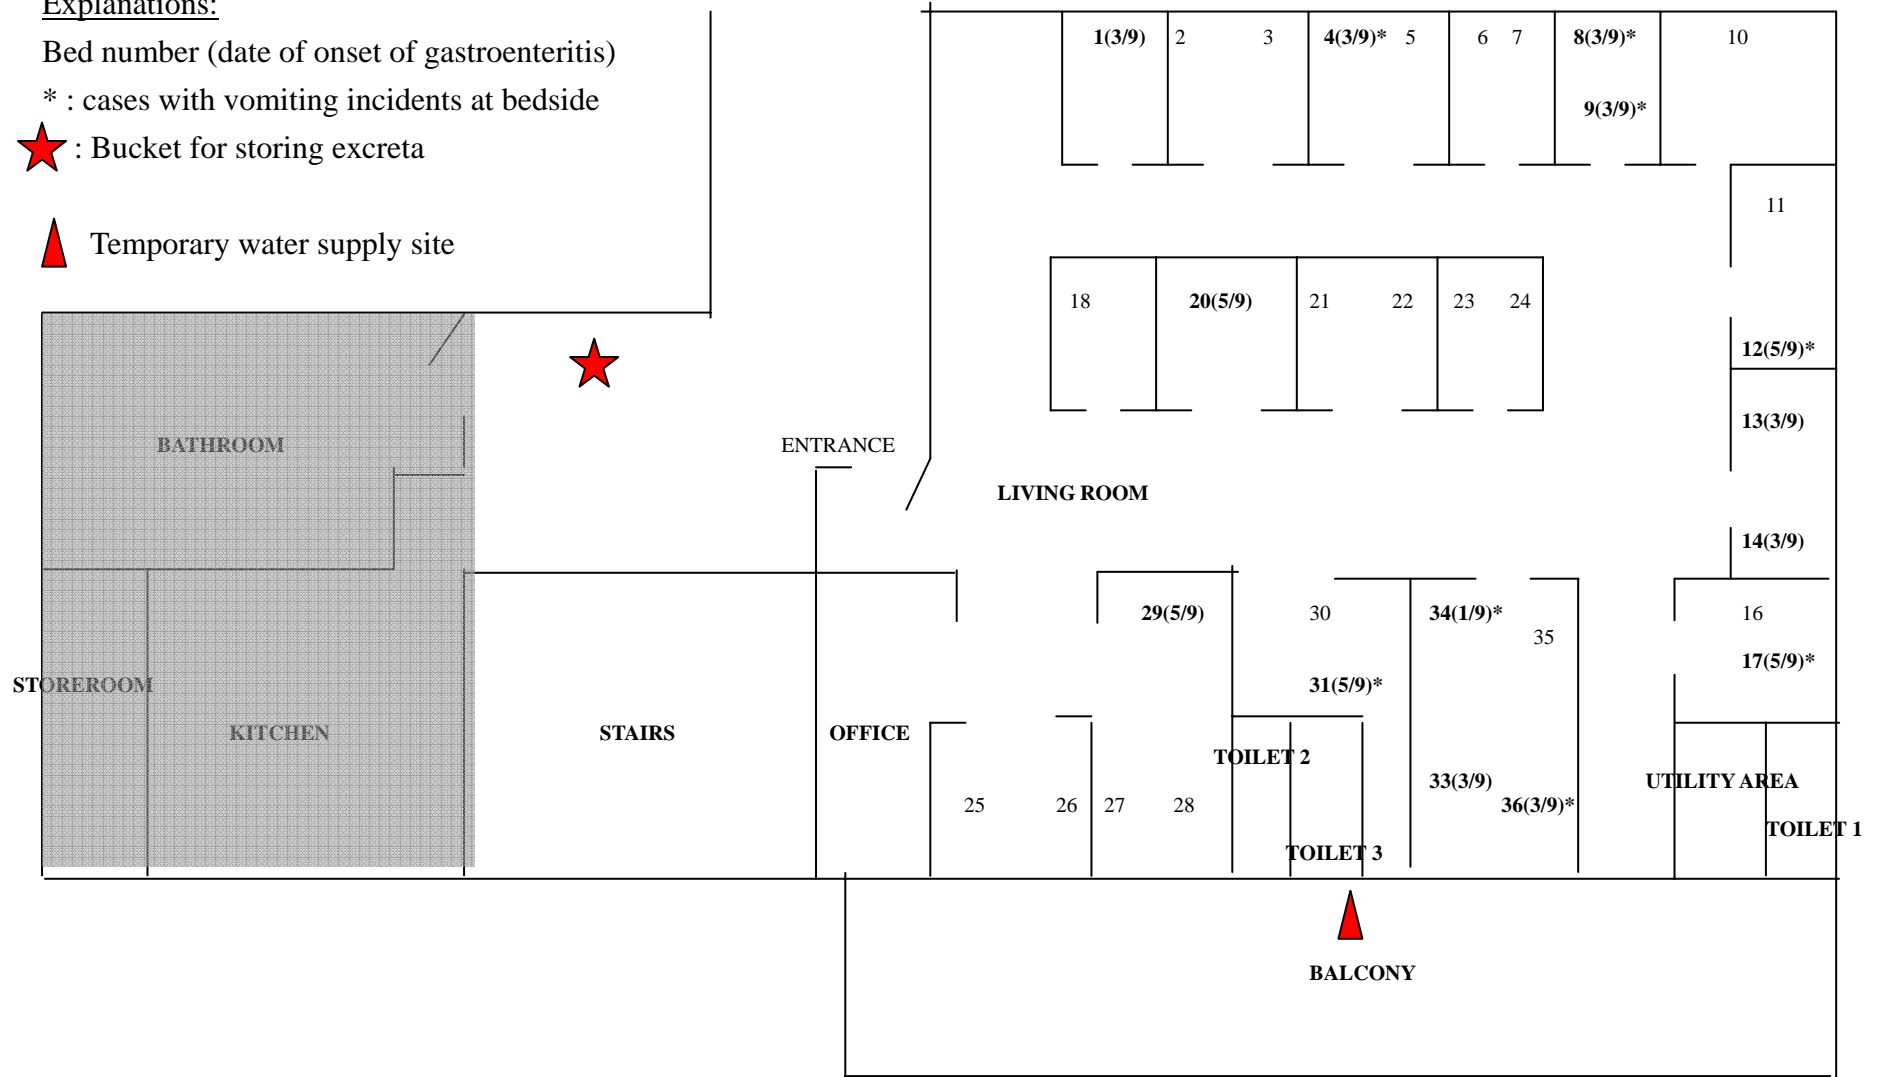 Explanations:
Bed number (date of onset of gastroenteritis)
* : cases with vomiting incidents at bedside
: Bucket for storing excreta
Temporary water supply site
1(3/9) 2 3 4(3/9)* 5 6 7 8(3/9)* 10
9(3/9)*
11
18 20(5/9) 21 22 23 24
12(5/9)*
13(3/9)
BATHROOM ENTRANCE
LIVING ROOM
14(3/9)
29(5/9) 30 34(1/9)* 16
35
17(5/9)*
STOREROOM 31(5/9)*
KITCHEN STAIRS OFFICE
TOILET 2
33(3/9) UTILITY AREA
25 26 27 28 36(3/9)*
TOILET 1
TOILET 3
BALCONY